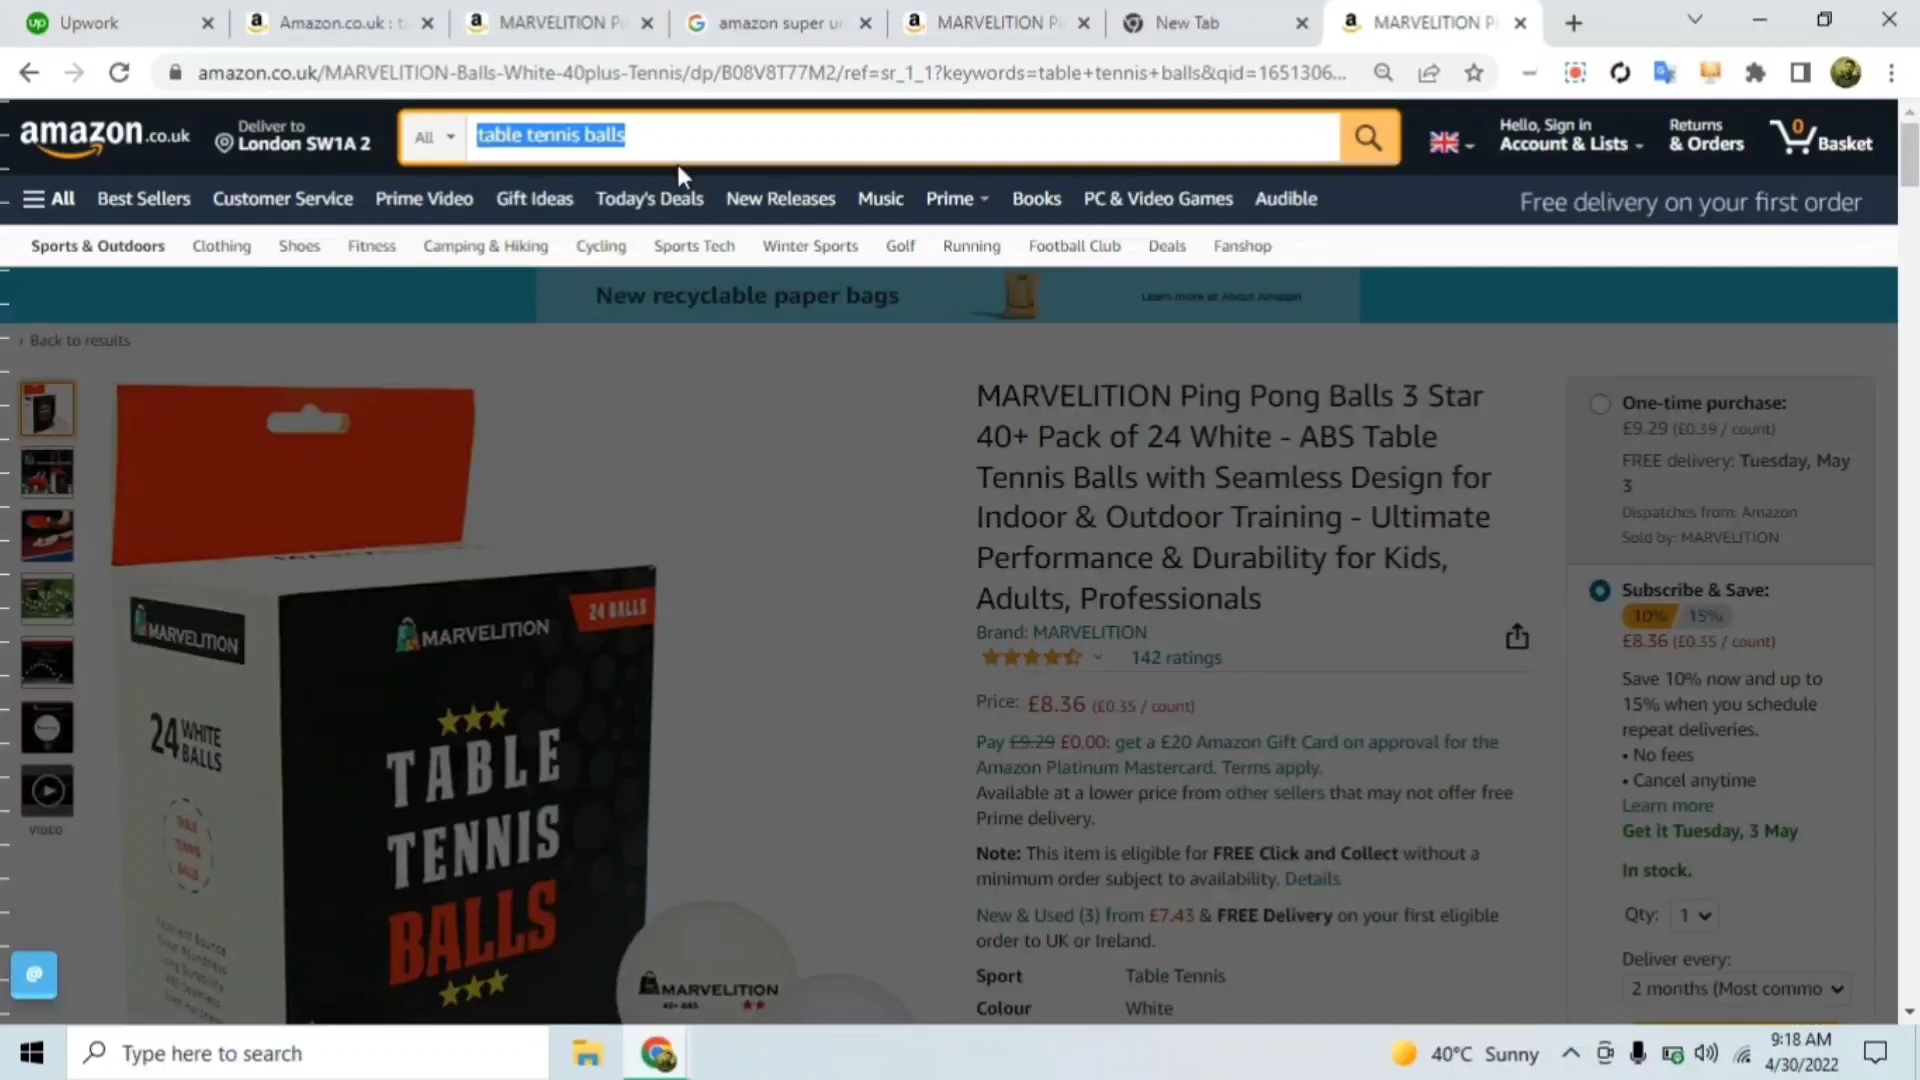 Upwork
Amazon.co.uk : ta
MARVELITION Pi
amazon super u
MARVELITION Pi
New Tab
MARVELITION Pi
amazon.co.uk/MARVELITION-Balls-White-40plus-Tennis/dp/B08V8T77M2/ref=sr_1_1?keywords=table+tennis+balls&qid=1651306...
amazon.co.uk
Deliver to
London SW1A 2
All
table tennis balls
Hello, Sign in
Account & Lists
Returns
& Orders
0
Basket
All
Best Sellers
Customer Service
Prime Video
Gift Ideas
Today's Deals
New Releases
Music
Prime
Books
PC & Video Games
Audible
Free delivery on your first order
Sports & Outdoors
Clothing
Shoes
Fitness
Camping & Hiking
Cycling
Sports Tech
Winter Sports
Golf
Running
Football Club
Deals
Fanshop
New recyclable paper bags
Learn more at About Amazon
‹ Back to results
VIDEO
MARVELITION
24 WHITE
BALLS
TABLE
TENNIS
BALLS
MARVELITION
24 BALLS
TABLE
TENNIS
BALLS
MARVELITION
40+ ABS
MARVELITION Ping Pong Balls 3 Star
40+ Pack of 24 White - ABS Table
Tennis Balls with Seamless Design for
Indoor & Outdoor Training - Ultimate
Performance & Durability for Kids,
Adults, Professionals
Brand: MARVELITION
142 ratings
Price: £8.36 (£0.35 / count)
Pay £9.29 £0.00: get a £20 Amazon Gift Card on approval for the
Amazon Platinum Mastercard. Terms apply.
Available at a lower price from other sellers that may not offer free
Prime delivery.
Note: This item is eligible for FREE Click and Collect without a
minimum order subject to availability. Details
New & Used (3) from £7.43 & FREE Delivery on your first eligible
order to UK or Ireland.
Sport Table Tennis
Colour White
One-time purchase:
£9.29 (£0.39 / count)
FREE delivery: Tuesday, May
3
Dispatches from: Amazon
Sold by: MARVELITION
Subscribe & Save:
10% 15%
£8.36 (£0.35 / count)
Save 10% now and up to
15% when you schedule
repeat deliveries.
• No fees
• Cancel anytime
Learn more
Get it Tuesday, 3 May
In stock.
Qty: 1
Deliver every:
2 months (Most commo
@
Type here to search
40°C Sunny
9:18 AM
4/30/2022